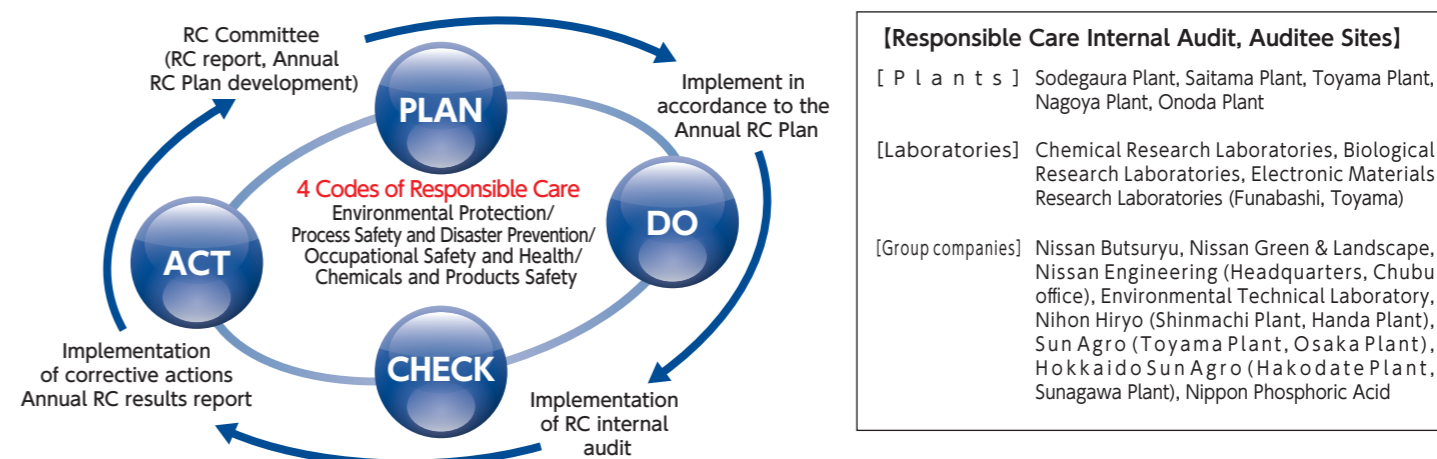 RC Committee
(RC report, Annual
RC Plan development)
PLAN
Implement in
accordance to the
Annual RC Plan
4 Codes of Responsible Care
Environmental Protection/
Process Safety and Disaster Prevention/
Occupational Safety and Health/
Chemicals and Products Safety
DO
ACT
CHECK
Implementation
of corrective actions
Annual RC results report
Implementation
of RC internal
audit
【Responsible Care Internal Audit, Auditee Sites】
[Plants] Sodegaura Plant, Saitama Plant, Toyama Plant,
Nagoya Plant, Onoda Plant
[Laboratories] Chemical Research Laboratories, Biological
Research Laboratories, Electronic Materials
Research Laboratories (Funabashi, Toyama)
[Group companies] Nissan Butsuryu, Nissan Green & Landscape,
Nissan Engineering (Headquarters, Chubu
office), Environmental Technical Laboratory,
Nihon Hiryo (Shinmachi Plant, Handa Plant),
Sun Agro (Toyama Plant, Osaka Plant),
Hokkaido Sun Agro (Hakodate Plant,
Sunagawa Plant), Nippon Phosphoric Acid